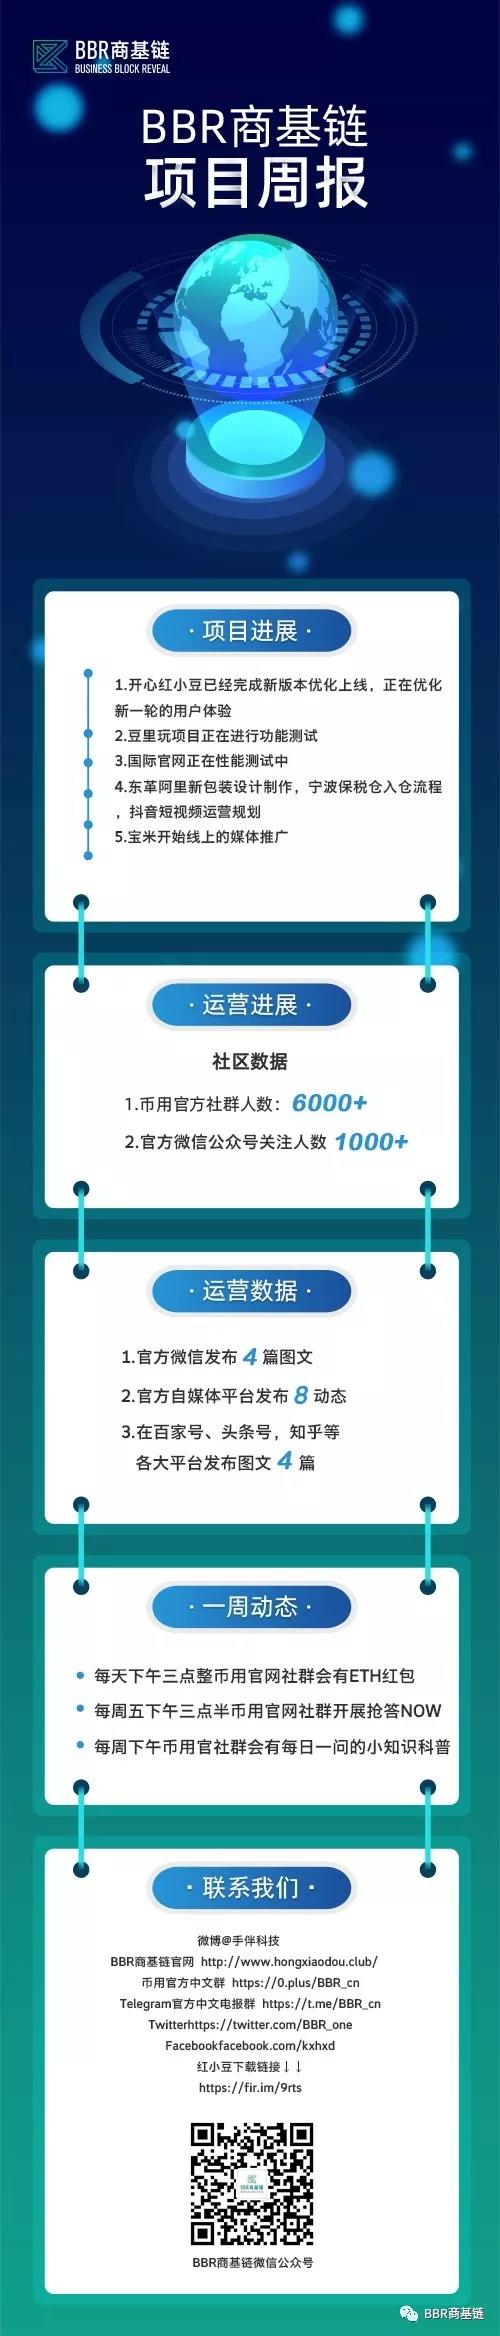 BBR商基链
BUSINESS BLOCK REVEAL
BBR商基链
项目周报
· 项目进展 ·
1.开心红小豆已经完成新版本优化上线，正在优化
新一轮的用户体验
2.豆里玩项目正在进行功能测试
3.国际官网正在性能测试中
4.东革阿里新包装设计制作，宁波保税仓入仓流程
，抖音短视频运营规划
5.宝米开始线上的媒体推广
· 运营进展 ·
社区数据
1.币用官方社群人数： 6000+
2.官方微信公众号关注人数 1000+
· 运营数据 ·
1.官方微信发布 4 篇图文
2.官方自媒体平台发布 8 动态
3.在百家号、头条号，知乎等
各大平台发布图文 4 篇
· 一周动态 ·
每天下午三点整币用官网社群会有ETH红包
每周五下午三点半币用官网社群开展抢答NOW
每周下午币用官社群会有每日一问的小知识科普
· 联系我们 ·
微博@手伴科技
BBR商基链官网 http://www.hongxiaodou.club/
币用官方中文群 https://0.plus/BBR_cn
Telegram官方中文电报群 https://t.me/BBR_cn
Twitterhttps://twitter.com/BBR_one
Facebookfacebook.com/kxhxd
红小豆下载链接↓↓
https://fir.im/9rts
BBR商基链微信公众号
BBR商基链